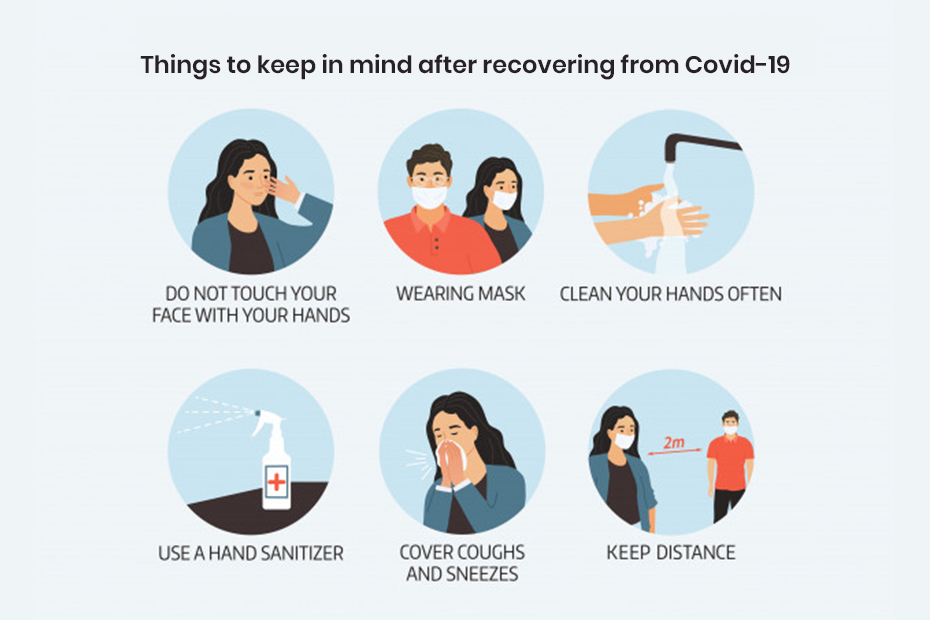 Things to keep in mind after recovering from Covid-19
DO NOT TOUCH YOUR
FACE WITH YOUR HANDS
WEARING MASK
CLEAN YOUR HANDS OFTEN
2m
USE A HAND SANITIZER
COVER COUGHS
AND SNEEZES
KEEP DISTANCE